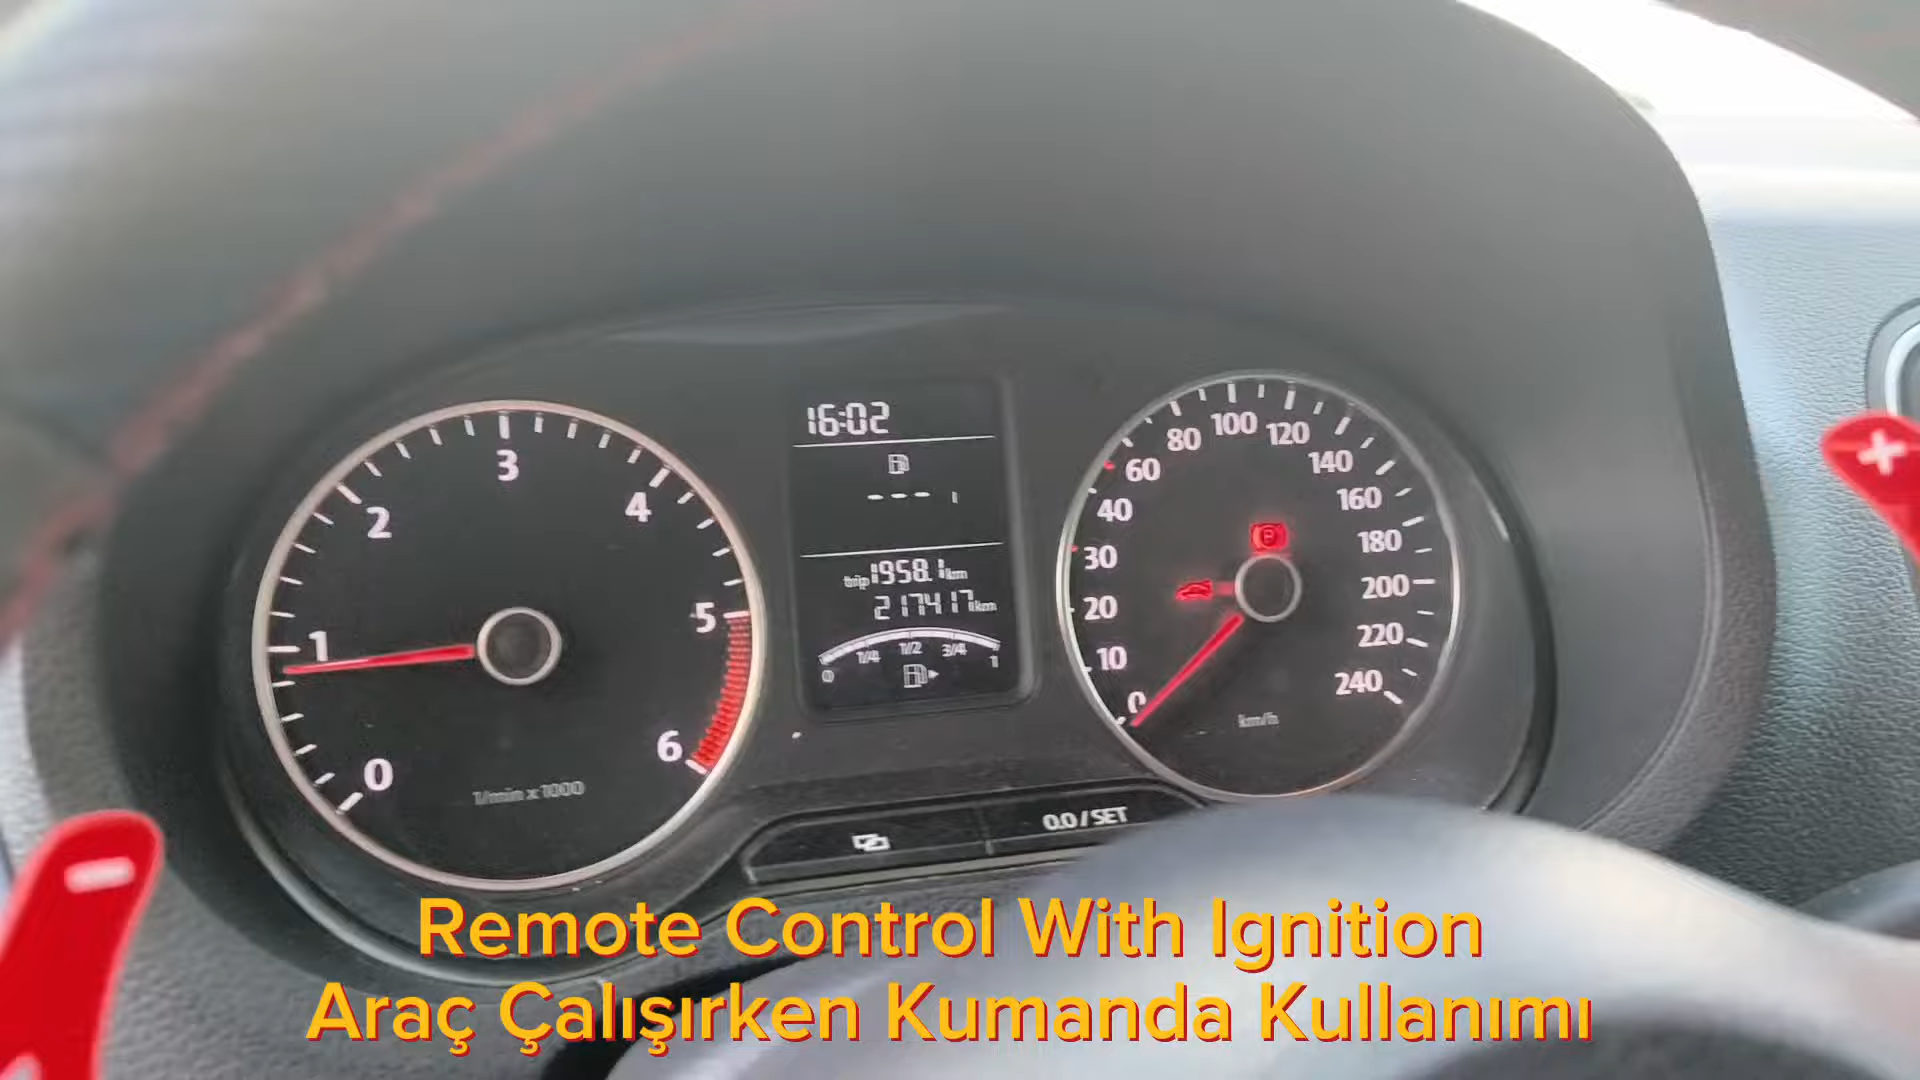 16:02
--- l
trip 1958.1 km
217417 km
0 1/4 1/2 3/4 1
0 1 2 3 4 5 6
1/min x 1000
0 10 20 30 40 60 80 100 120 140 160 180 200 220 240
km/h
P
0.0 / SET
+
Remote Control With Ignition
Araç Çalışırken Kumanda Kullanımı